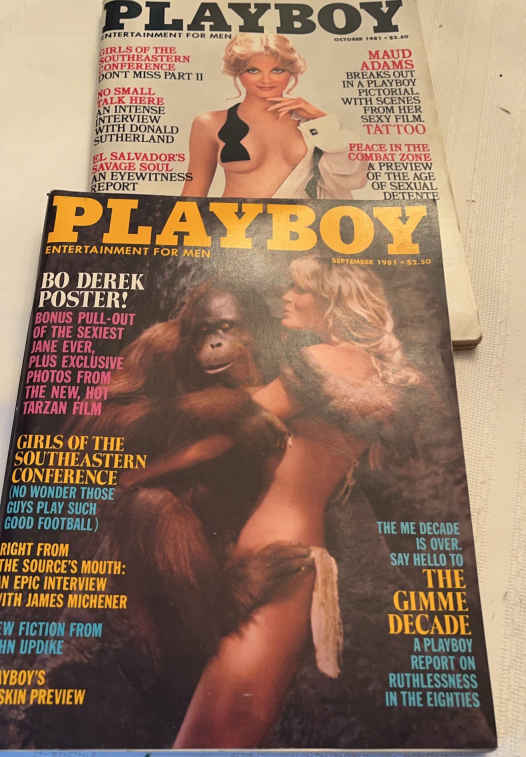 PLAYBOY
ENTERTAINMENT FOR MEN
OCTOBER 1981 • $2.50
GIRLS OF THE
SOUTHEASTERN
CONFERENCE
DON'T MISS PART II
NO SMALL
TALK HERE
AN INTENSE
INTERVIEW
WITH DONALD
SUTHERLAND
EL SALVADOR'S
SAVAGE SOUL
AN EYEWITNESS
REPORT
MAUD
ADAMS
BREAKS OUT
IN A PLAYBOY
PICTORIAL
WITH SCENES
FROM HER
SEXY FILM,
TATTOO
PEACE IN THE
COMBAT ZONE
A PREVIEW
OF THE AGE
OF SEXUAL
DETENTE
PLAYBOY
ENTERTAINMENT FOR MEN
SEPTEMBER 1981 • $2.50
BO DEREK
POSTER!
BONUS PULL-OUT
OF THE SEXIEST
JANE EVER,
PLUS EXCLUSIVE
PHOTOS FROM
THE NEW, HOT
TARZAN FILM
GIRLS OF THE
SOUTHEASTERN
CONFERENCE
(NO WONDER THOSE
GUYS PLAY SUCH
GOOD FOOTBALL)
RIGHT FROM
THE SOURCE'S MOUTH:
AN EPIC INTERVIEW
WITH JAMES MICHENER
EW FICTION FROM
HN UPDIKE
AYBOY'S
SKIN PREVIEW
THE ME DECADE
IS OVER.
SAY HELLO TO
THE
GIMME
DECADE
A PLAYBOY
REPORT ON
RUTHLESSNESS
IN THE EIGHTIES